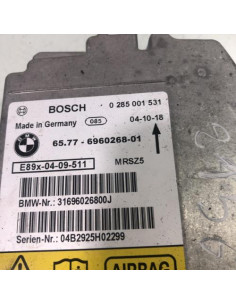 BOSCH 0 285 001 531
Made in Germany 085 04-10-18
65.77 - 6960268-01
E89x-04-09-511 MRSZ5
BMW-Nr.: 31696026800J
Serien-Nr.: 04B2925H02299
AIRBAG